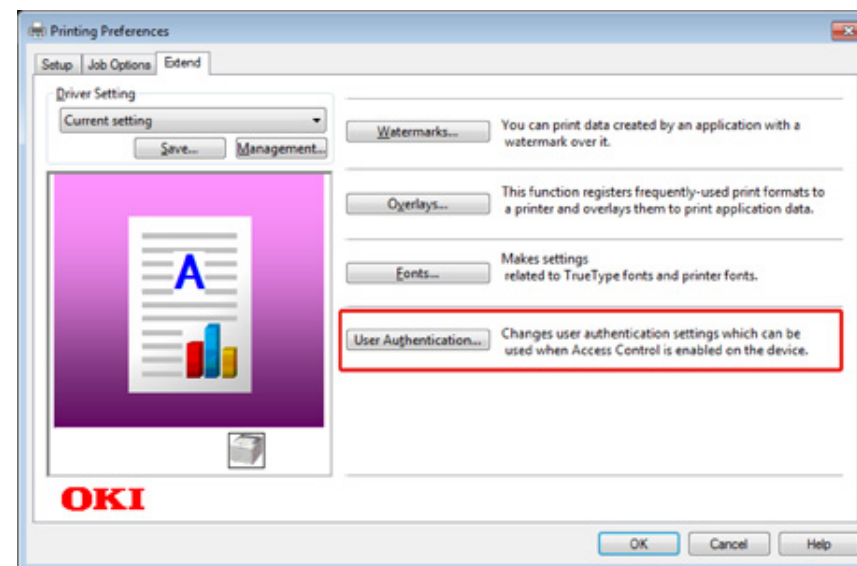 Printing Preferences
Setup Job Options Extend
Driver Setting
Current setting
Save... Management...
Watermarks... You can print data created by an application with a
watermark over it.
Overlays... This function registers frequently-used print formats to
a printer and overlays them to print application data.
Fonts... Makes settings
related to TrueType fonts and printer fonts.
User Authentication... Changes user authentication settings which can be
used when Access Control is enabled on the device.
A
OKI
OK Cancel Help